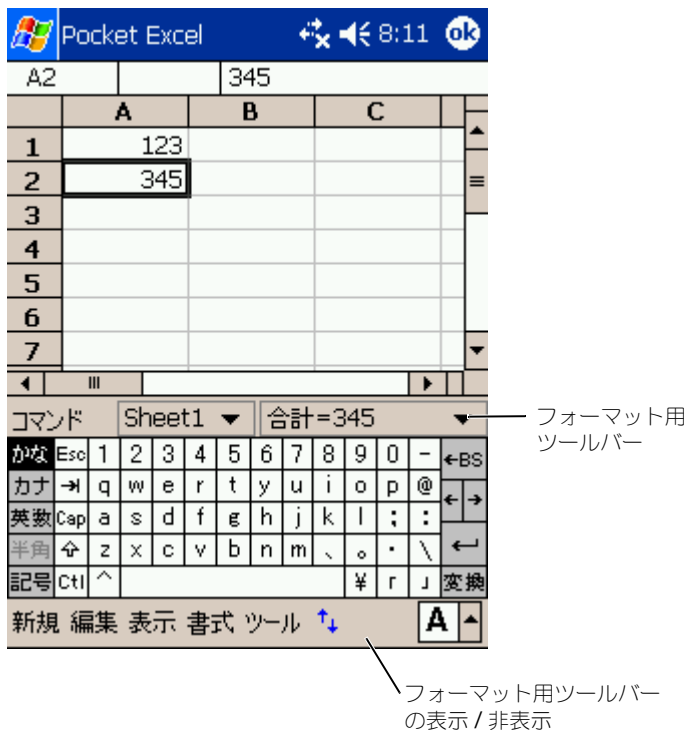 Pocket Excel 8:11 ok
A2 345
A B C
1 123
2 345
3
4
5
6
7
コマンド Sheet1 合計=345
フォーマット用
ツールバー
かな Esc 1 2 3 4 5 6 7 8 9 0 - ←BS
カナ →| q w e r t y u i o p @
英数 Cap a s d f g h j k l ; : ← →
半角 z x c v b n m 、 。 ・ \
記号 Ctl ^ ¥ 「 」 変換
新規 編集 表示 書式 ツール A
フォーマット用ツールバー
の表示 / 非表示